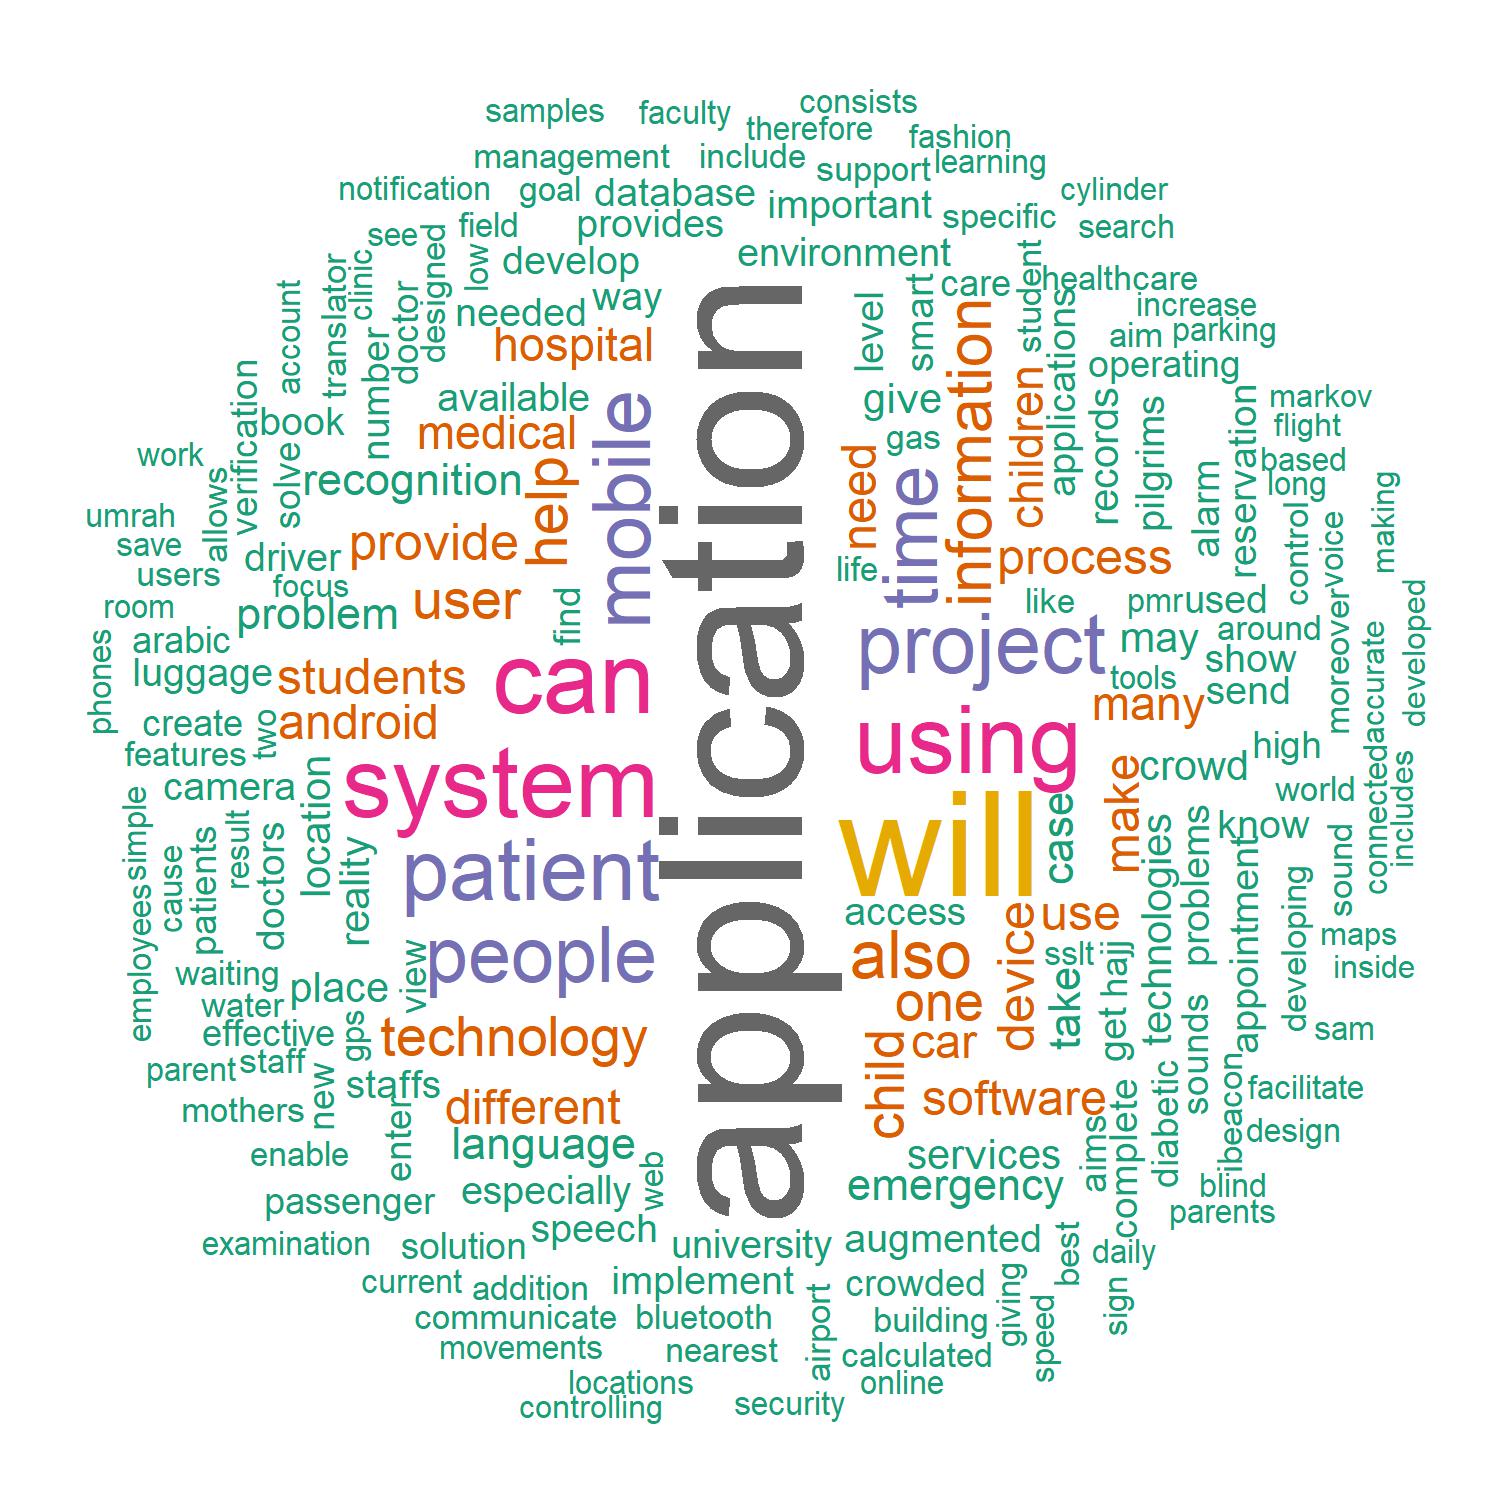 consists
samples
faculty
therefore
fashion
management
include
support
learning
notification
goal
database
important
cylinder
see
field
provides
specific
search
environment
low
develop
care
student
healthcare
designed
clinic
translator
account
doctor
needed
way
level
smart
information
applications
increase
aim
parking
hospital
number
operating
available
mobile
application
give
children
records
pilgrims
reservation
markov
flight
book
medical
gas
based
work
verification
solve
recognition
help
need
time
alarm
long
making
umrah
allows
save
driver
provide
process
control
voice
users
focus
life
room
problem
user
find
like
pmr
used
arabic
project
may
around
phones
luggage
students
can
tools
show
moreover
accurate
developed
send
many
create
android
two
features
using
high
system
make
crowd
camera
location
world
simple
result
will
case
know
connected
includes
cause
patients
doctors
reality
patient
technologies
problems
sound
employees
access
use
appointment
developing
maps
waiting
view
people
also
device
sslt
hajj
inside
water
place
one
take
get
effective
gps
technology
car
sounds
sam
parent
staff
new
staffs
child
software
complete
diabetic
ibeacon
facilitate
mothers
different
enter
language
design
enable
services
aims
web
emergency
blind
passenger
especially
parents
speech
examination
solution
university
augmented
best
daily
current
addition
implement
crowded
giving
sign
communicate
bluetooth
airport
building
speed
movements
nearest
calculated
locations
online
controlling
security